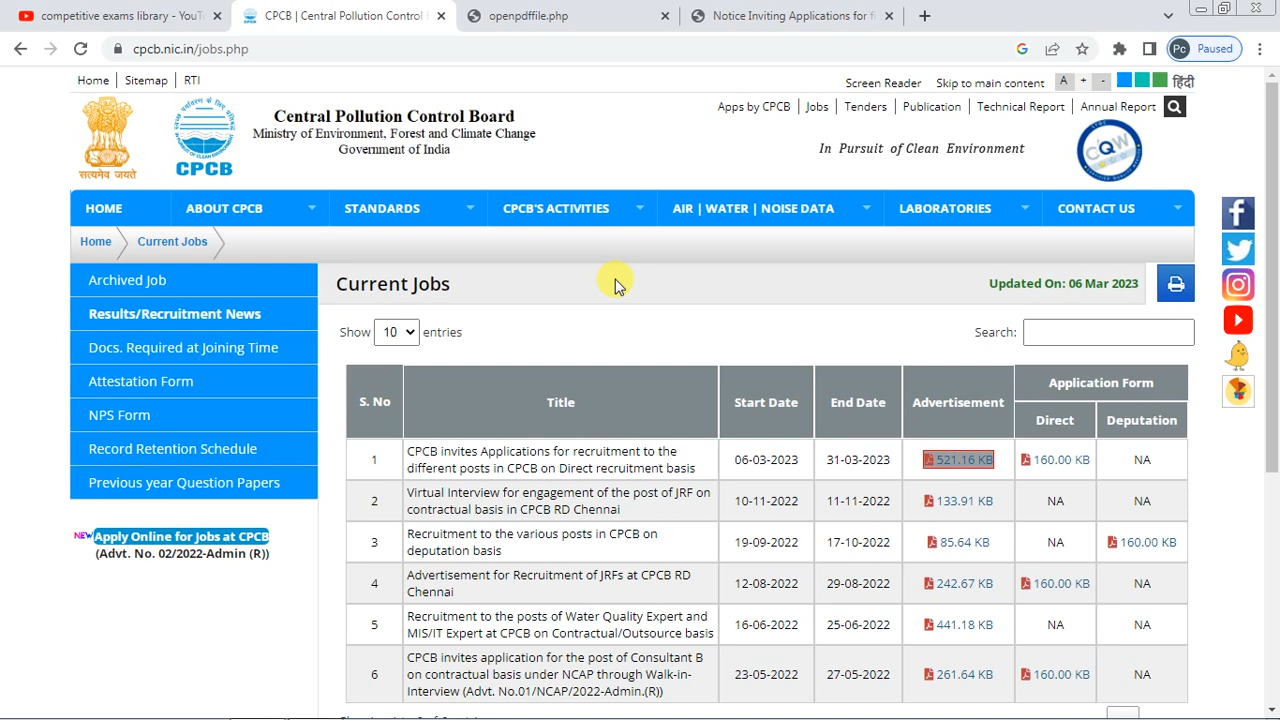 competitive exams library - YouT
CPCB | Central Pollution Control B
openpdffile.php
Notice Inviting Applications for f
cpcb.nic.in/jobs.php
Pc Paused
Home Sitemap RTI
Screen Reader Skip to main content A + - हिंदी
Apps by CPCB | Jobs | Tenders | Publication | Technical Report | Annual Report
सत्यमेव जयते
CPCB
Central Pollution Control Board
Ministry of Environment, Forest and Climate Change
Government of India
In Pursuit of Clean Environment
CQW
HOME ABOUT CPCB STANDARDS CPCB'S ACTIVITIES AIR | WATER | NOISE DATA LABORATORIES CONTACT US
Home Current Jobs
Archived Job
Results/Recruitment News
Docs. Required at Joining Time
Attestation Form
NPS Form
Record Retention Schedule
Previous year Question Papers
NEW Apply Online for Jobs at CPCB
(Advt. No. 02/2022-Admin (R))
Current Jobs
Updated On: 06 Mar 2023
Show 10 entries
Search:
S. No Title Start Date End Date Advertisement Application Form
Direct Deputation
1 CPCB invites Applications for recruitment to the
different posts in CPCB on Direct recruitment basis 06-03-2023 31-03-2023 521.16 KB 160.00 KB NA
2 Virtual Interview for engagement of the post of JRF on
contractual basis in CPCB RD Chennai 10-11-2022 11-11-2022 133.91 KB NA NA
3 Recruitment to the various posts in CPCB on
deputation basis 19-09-2022 17-10-2022 85.64 KB NA 160.00 KB
4 Advertisement for Recruitment of JRFs at CPCB RD
Chennai 12-08-2022 29-08-2022 242.67 KB 160.00 KB NA
5 Recruitment to the posts of Water Quality Expert and
MIS/IT Expert at CPCB on Contractual/Outsource basis 16-06-2022 25-06-2022 441.18 KB NA NA
6 CPCB invites application for the post of Consultant B
on contractual basis under NCAP through Walk-in-
Interview (Advt. No.01/NCAP/2022-Admin.(R)) 23-05-2022 27-05-2022 261.64 KB 160.00 KB NA